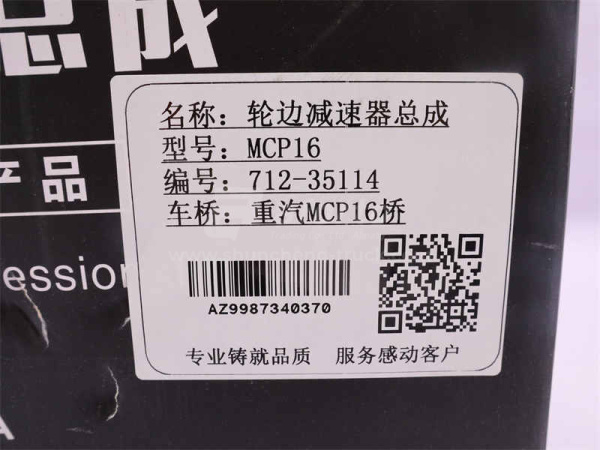 总成
名称：轮边减速器总成
型号：MCP16
产品
编号：712-35114
车桥：重汽MCP16桥
ession
AZ9987340370
专业铸就品质 服务感动客户
A